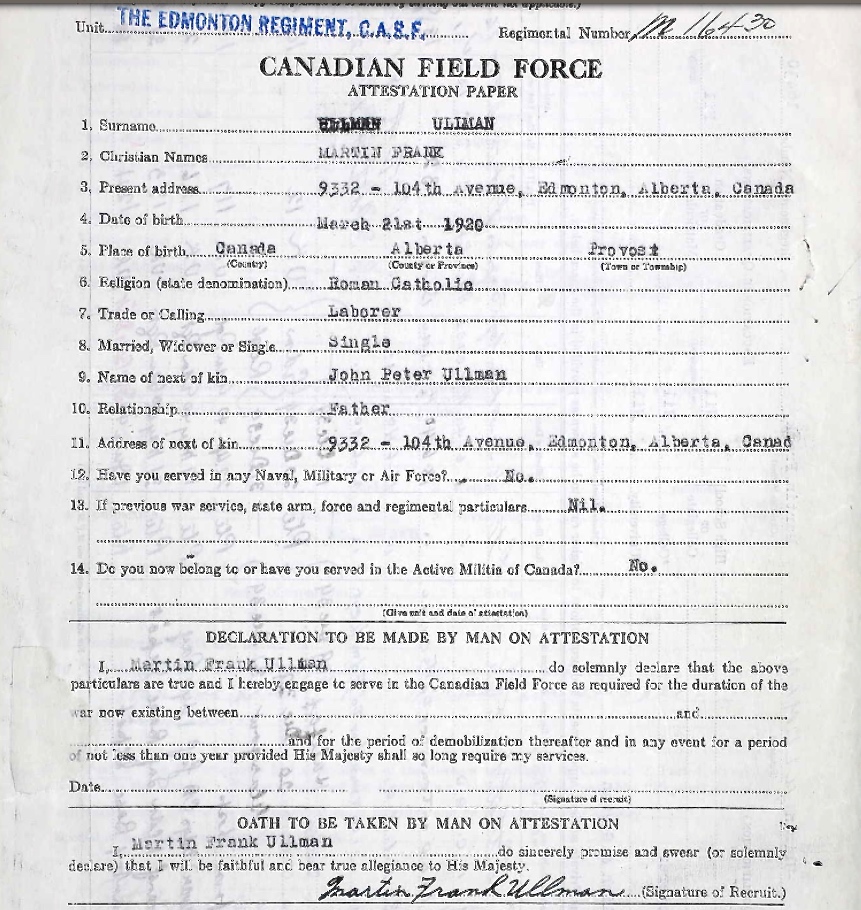 Unit THE EDMONTON REGIMENT, C.A.S.F. Regimental Number M 16430
CANADIAN FIELD FORCE
ATTESTATION PAPER
1. Surname ULLMAN
2. Christian Names MARTIN FRANK
3. Present address 9332 - 104th Avenue, Edmonton, Alberta, Canada
4. Date of birth March 21st 1920
5. Place of birth Canada Alberta Provost
(Country) (County or Province) (Town or Township)
6. Religion (state denomination) Roman Catholic
7. Trade or Calling Laborer
8. Married, Widower or Single Single
9. Name of next of kin John Peter Ullman
10. Relationship Father
11. Address of next of kin 9332 - 104th Avenue, Edmonton, Alberta, Canad
12. Have you served in any Naval, Military or Air Force? No.
13. If previous war service, state arm, force and regimental particulars Nil.
14. Do you now belong to or have you served in the Active Militia of Canada? No.
(Give unit and date of attestation)
DECLARATION TO BE MADE BY MAN ON ATTESTATION
I, Martin Frank Ullman do solemnly declare that the above
particulars are true and I hereby engage to serve in the Canadian Field Force as required for the duration of the
war now existing between and
and for the period of demobilization thereafter and in any event for a period
of not less than one year provided His Majesty shall so long require my services.
Date
(Signature of recruit)
OATH TO BE TAKEN BY MAN ON ATTESTATION
I, Martin Frank Ullman do sincerely promise and swear (or solemnly
declare) that I will be faithful and bear true allegiance to His Majesty.
Martin Frank Ullman (Signature of Recruit.)